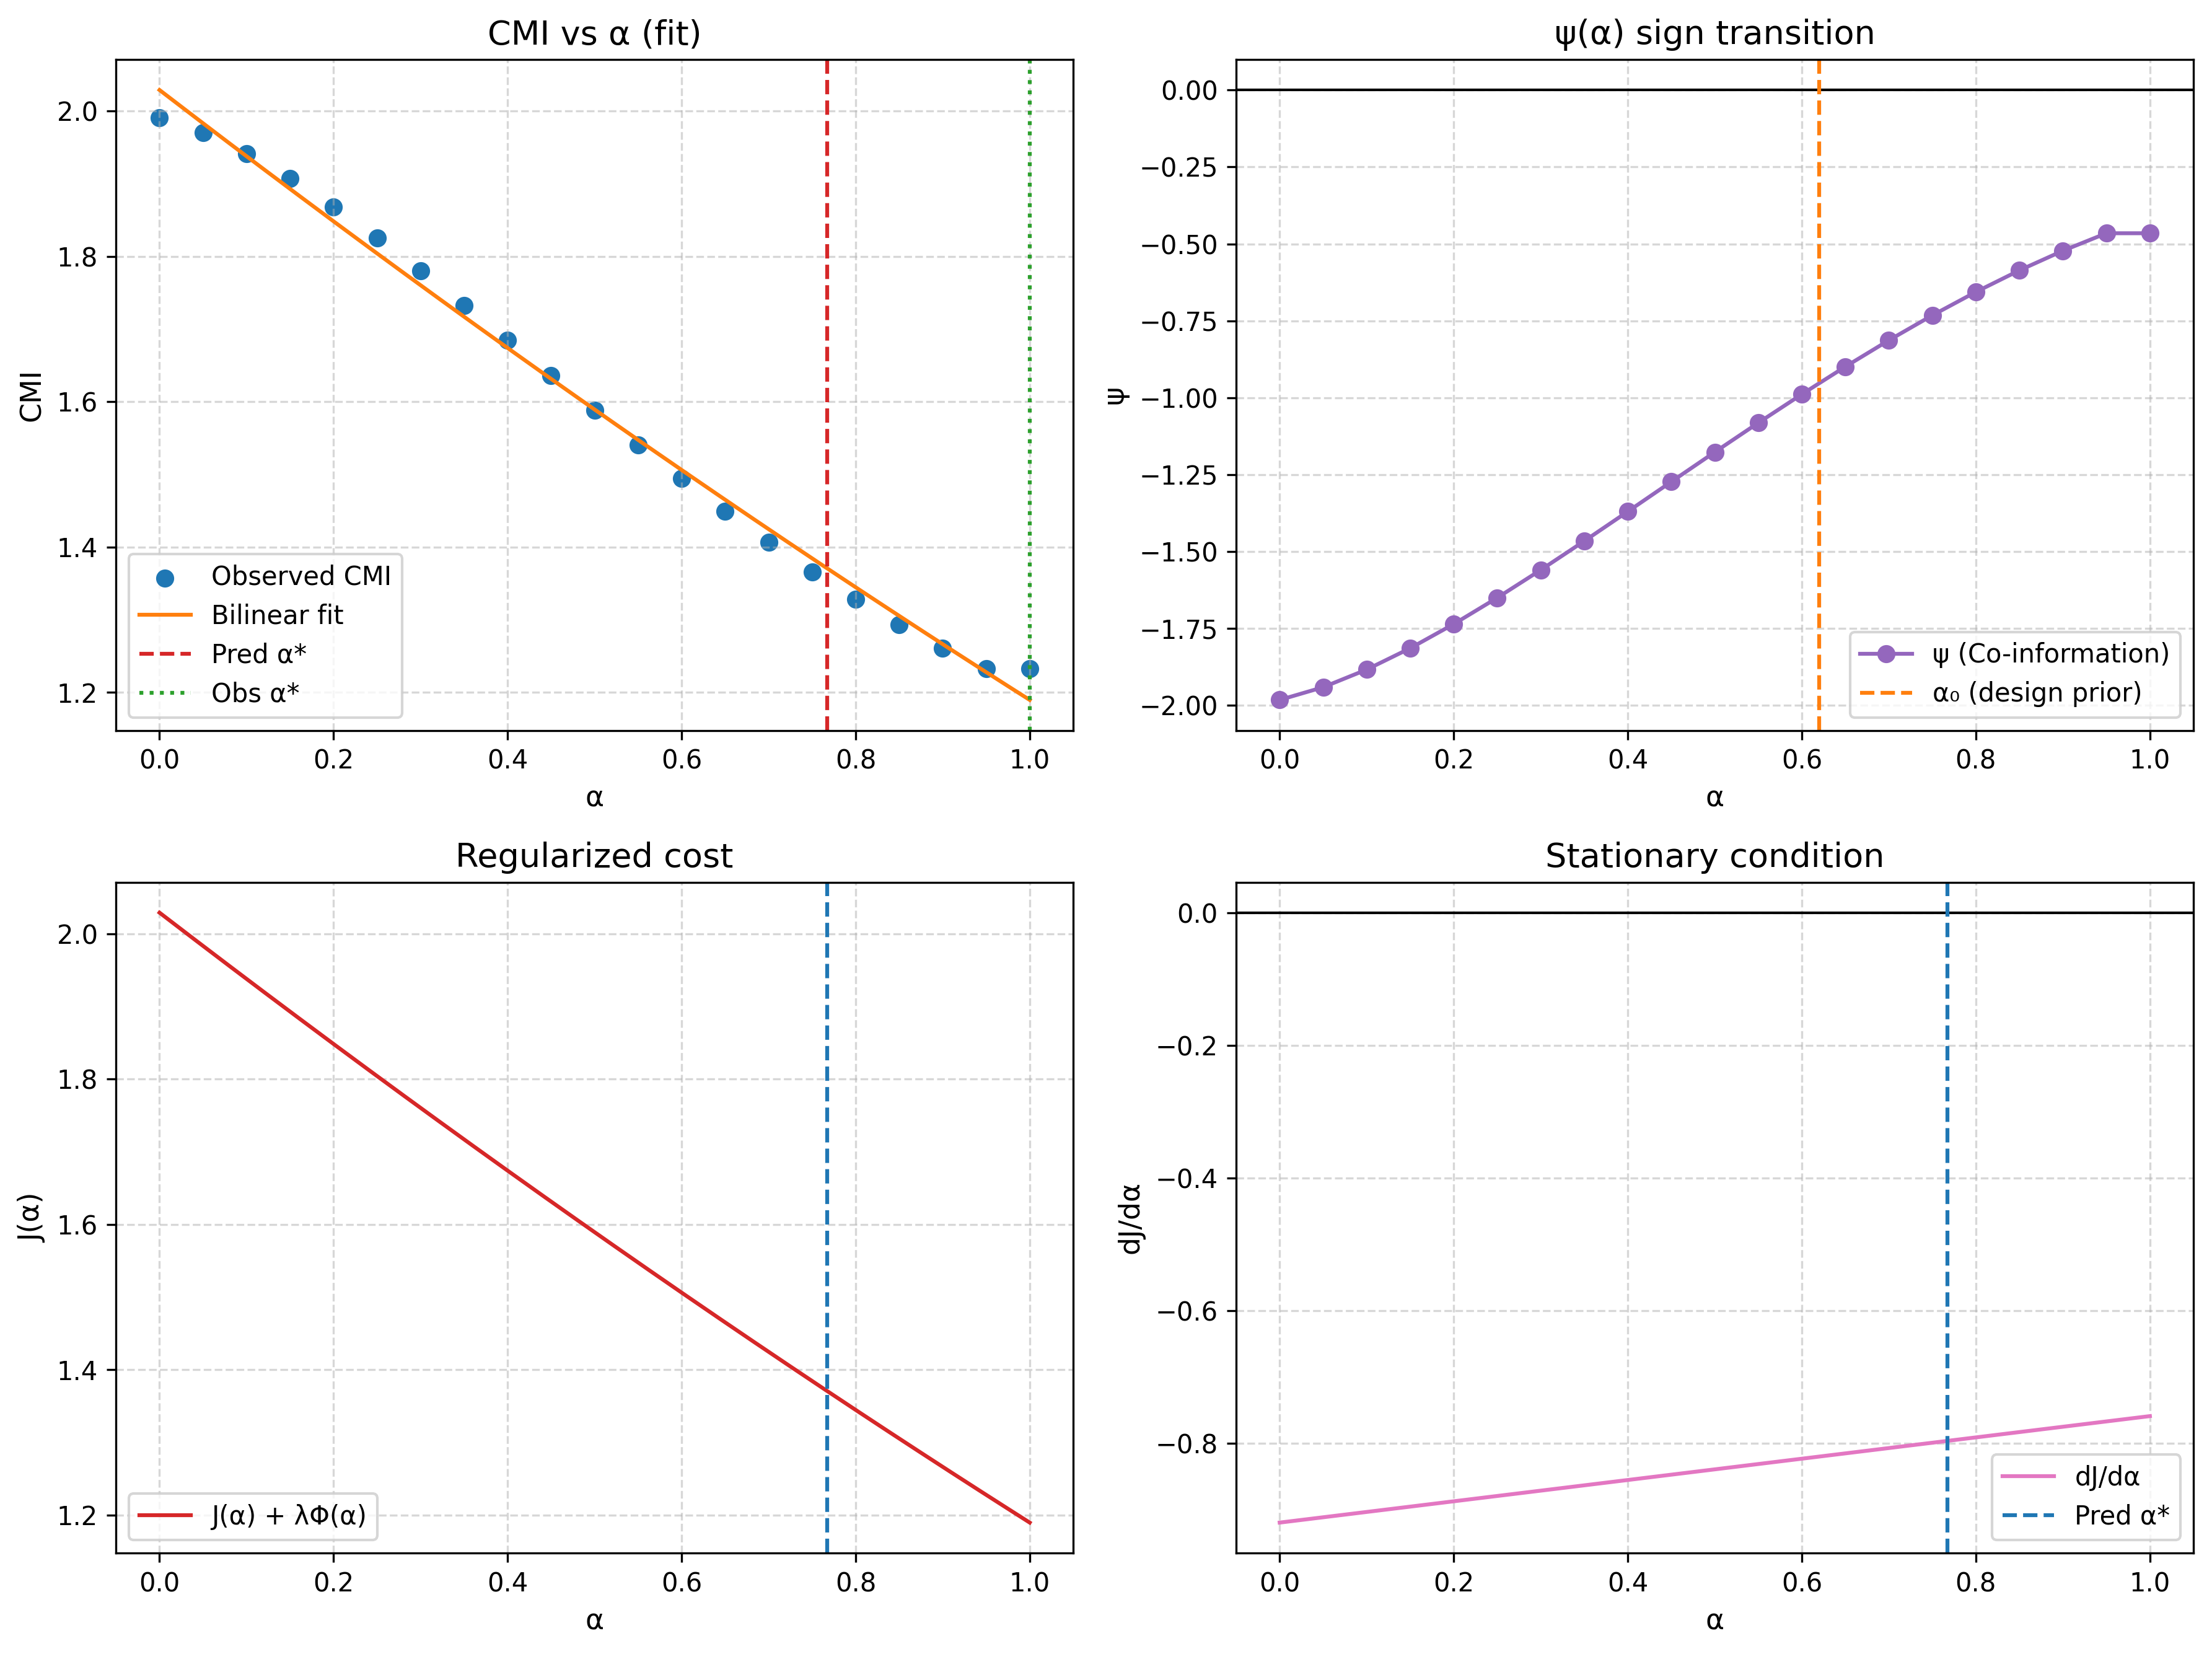 CMI vs α (fit)
CMI
2.0
1.8
1.6
1.4
1.2
Observed CMI
Bilinear fit
Pred α*
Obs α*
0.0 0.2 0.4 0.6 0.8 1.0
α
ψ(α) sign transition
ψ
0.00
−0.25
−0.50
−0.75
−1.00
−1.25
−1.50
−1.75
−2.00
ψ (Co-information)
α₀ (design prior)
0.0 0.2 0.4 0.6 0.8 1.0
α
Regularized cost
J(α)
2.0
1.8
1.6
1.4
1.2
J(α) + λΦ(α)
0.0 0.2 0.4 0.6 0.8 1.0
α
Stationary condition
dJ/dα
0.0
−0.2
−0.4
−0.6
−0.8
dJ/dα
Pred α*
0.0 0.2 0.4 0.6 0.8 1.0
α